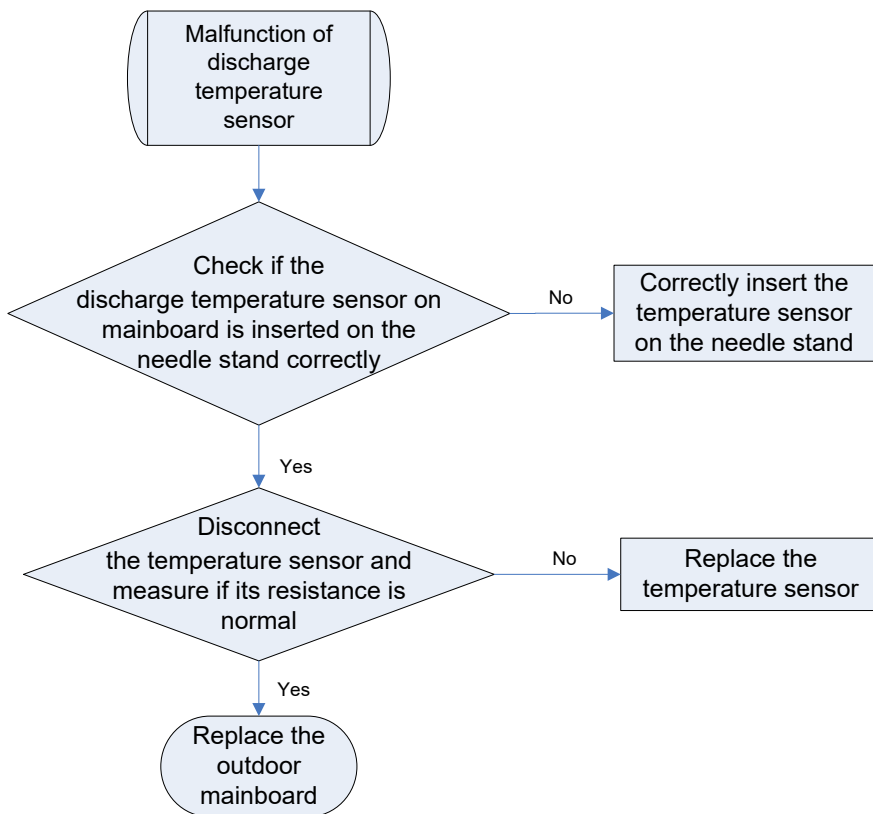 Malfunction of
discharge
temperature
sensor
Check if the
discharge temperature sensor on
mainboard is inserted on the
needle stand correctly
No
Correctly insert the
temperature sensor
on the needle stand
Yes
Disconnect
the temperature sensor and
measure if its resistance is
normal
No
Replace the
temperature sensor
Yes
Replace the
outdoor
mainboard